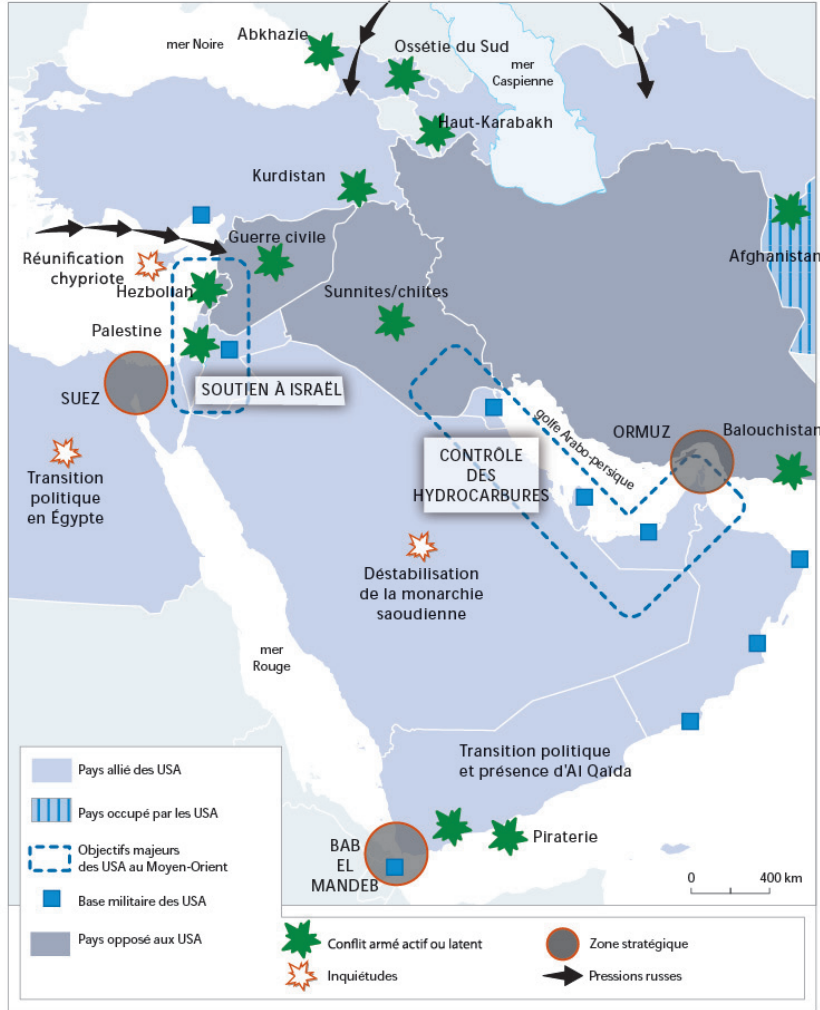 Abkhazie
mer Noire
Ossétie du Sud
mer
Caspienne
Haut-Karabakh
Kurdistan
Guerre civile
Réunification
chypriote
Hezbollah
Afghanistan
Sunnites/chiites
Palestine
SOUTIEN À ISRAËL
SUEZ
golfe Arabo-persique
ORMUZ
Balouchistan
CONTRÔLE
DES
HYDROCARBURES
Transition
politique
en Égypte
Déstabilisation
de la monarchie
saoudienne
mer
Rouge
Transition politique
et présence d'Al Qaïda
Piraterie
BAB
EL
MANDEB
0 400 km
Pays allié des USA
Pays occupé par les USA
Objectifs majeurs
des USA au Moyen-Orient
Base militaire des USA
Pays opposé aux USA
Conflit armé actif ou latent
Zone stratégique
Inquiétudes
Pressions russes